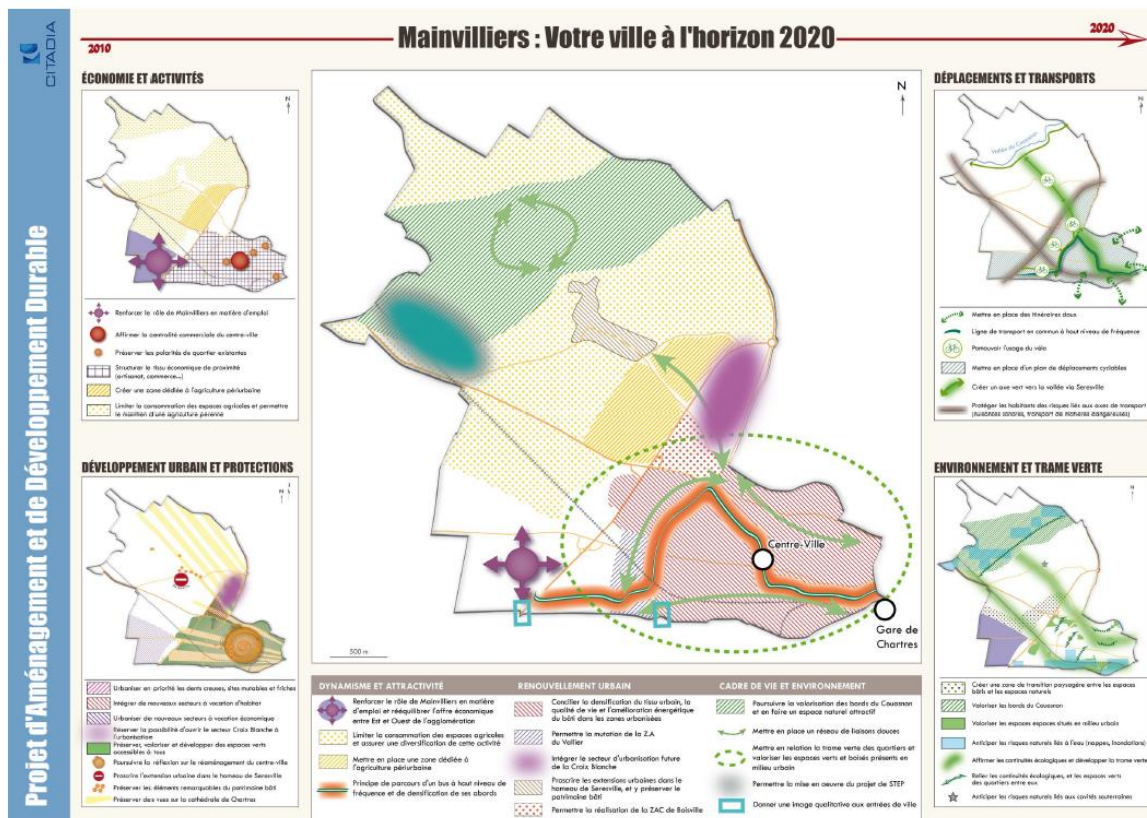 CITADIA
Projet d'Aménagement et de Développement Durable
2010
Mainvilliers : Votre ville à l'horizon 2020
2020
ÉCONOMIE ET ACTIVITÉS
N
Renforcer le rôle de Mainvilliers en matière d'emploi
Affirmer la centralité commerciale du centre-ville
Préserver les polarités de quartier existantes
Structurer le tissu économique de proximité
(artisanat, commerce...)
Créer une zone dédiée à l'agriculture périurbaine
Limiter la consommation des espaces agricoles et permettre
le maintien d'une agriculture pérenne
DÉVELOPPEMENT URBAIN ET PROTECTIONS
N
Urbaniser en priorité les dents creuses, sites mutables et friches
Intégrer de nouveaux secteurs à vocation d'habitat
Urbaniser de nouveaux secteurs à vocation économique
Réserver la possibilité d'ouvrir le secteur Croix Blanche à
l'urbanisation
Préserver, valoriser et développer des espaces verts
accessibles à tous
Poursuivre la réflexion sur le réaménagement du centre-ville
Proscrire l'extension urbaine dans le hameau de Seresville
Préserver les éléments remarquables du patrimoine bâti
Préserver des vues sur la cathédrale de Chartres
N
Centre-Ville
Gare de
Chartres
500 m
DYNAMISME ET ATTRACTIVITÉ
Renforcer le rôle de Mainvilliers en matière
d'emploi et rééquilibrer l'offre économique
entre Est et Ouest de l'agglomération
Limiter la consommation des espaces agricoles
et assurer une diversification de cette activité
Mettre en place une zone dédiée à
l'agriculture péjiurbaine
Principe de parcours d'un bus à haut niveau de
fréquence et de densification de ses abords
RENOUVELLEMENT URBAIN
Concilier la densification du tissu urbain, la
qualité de vie et l'amélioration énergétique
du bâti dans les zones urbanisées
Permettre la mutation de la Z.A
du Vallier
Intégrer le secteur d'urbanisation future
de la Croix Blanche
Proscrire les extensions urbaines dans le
hameau de Seresville, et y préserver le
patrimoine bâti
Permettre la réalisation de la ZAC de Boisville
CADRE DE VIE ET ENVIRONNEMENT
Poursuivre la valorisation des bords du Couasnon
et en faire un espace naturel attractif
Mettre en place un réseau de liaisons douces
Mettre en relation la trame verte des quartiers et
valoriser les espaces verts et boisés présents en
milieu urbain
Permettre la mise en oeuvre du projet de STEP
Donner une image qualitative aux entrées de ville
DÉPLACEMENTS ET TRANSPORTS
N
Vallée du Couasnon
Mettre en place des itinéraires doux
Ligne de transport en commun à haut niveau de fréquence
Pomouvoir l'usage du vélo
Mettre en place d'un plan de déplacements cyclables
Créer un axe vert vers la vallée via Seresville
Protéger les habitants des risques liés aux axes de transport
(nuisances sonores, transport de matières dangereuses)
ENVIRONNEMENT ET TRAME VERTE
N
Créer une zone de transition paysagère entre les espaces
bâtis et les espaces naturels
Valoriser les bords du Couasnon
Valoriser les espaces espaces situés en milieu urbain
Anticiper les risques naturels liés à l'eau (nappes, inondations)
Affirmer les continuités écologiques et développer la trame verte
Relier les continuités écologiques, et les espaces verts
des quartiers entre eux.
Anticiper les risques naturels liés aux cavités souterraines